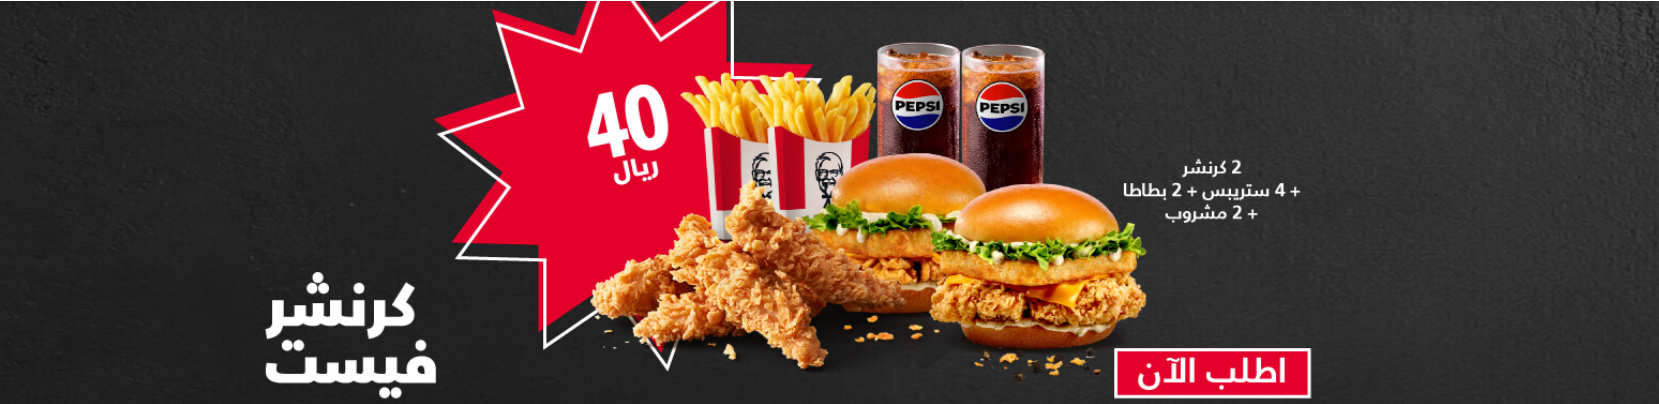 40
ريال
PEPSI
PEPSI
2 كرنشر
+ 4 ستريبس + 2 بطاطا
+ 2 مشروب
كرنشر
فيست
اطلب الآن